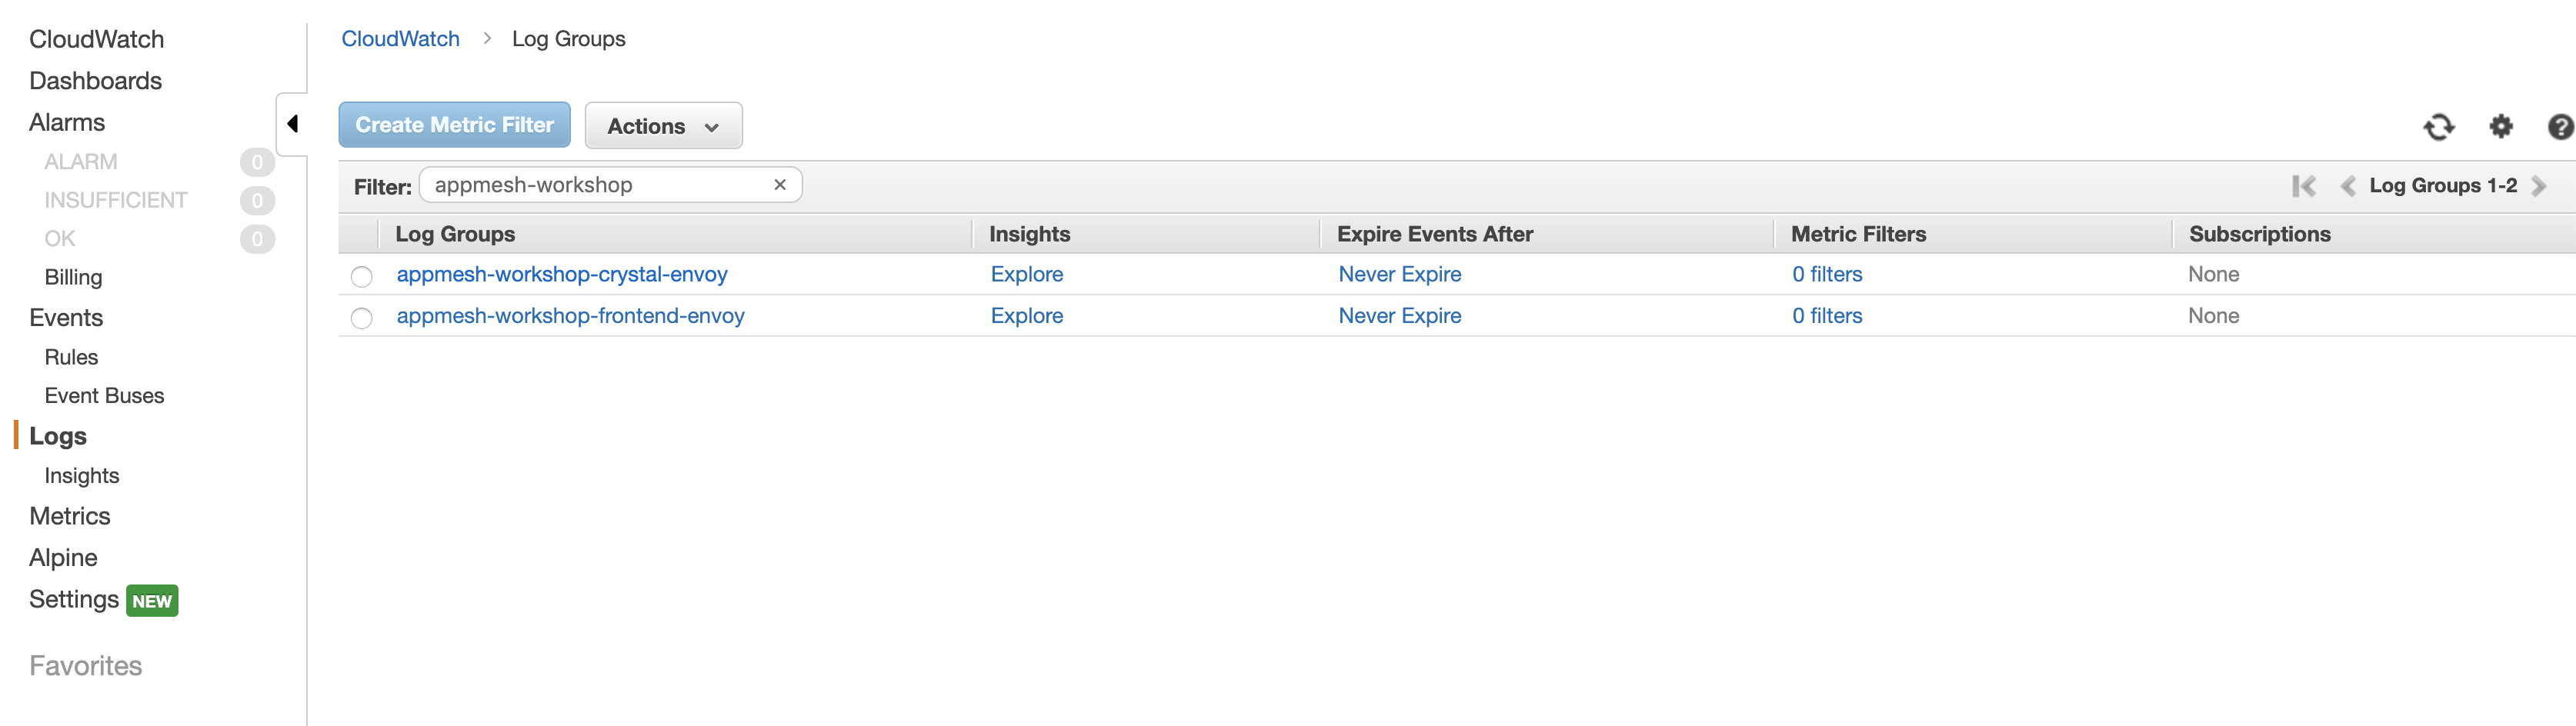 CloudWatch
Dashboards
Alarms
ALARM 0
INSUFFICIENT 0
OK 0
Billing
Events
Rules
Event Buses
Logs
Insights
Metrics
Alpine
Settings NEW
Favorites
CloudWatch > Log Groups
Create Metric Filter Actions
Filter: appmesh-workshop × Log Groups 1-2
Log Groups Insights Expire Events After Metric Filters Subscriptions
appmesh-workshop-crystal-envoy Explore Never Expire 0 filters None
appmesh-workshop-frontend-envoy Explore Never Expire 0 filters None